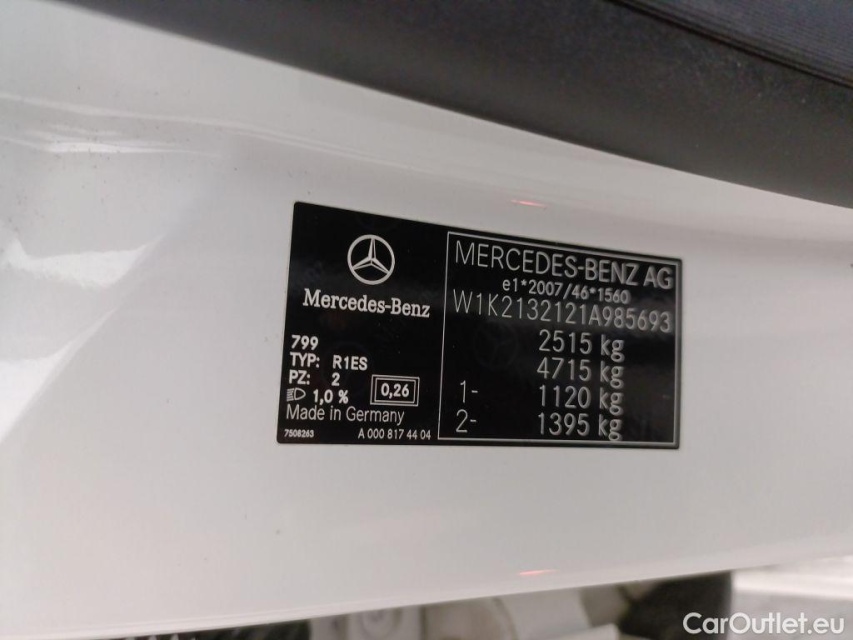 Mercedes-Benz
799
TYP: R1ES
PZ: 2
1,0 % 0,26
Made in Germany
7508263 A 000 817 44 04
MERCEDES-BENZ AG
e1*2007/46*1560
W1K2132121A985693
2515 kg
4715 kg
1- 1120 kg
2- 1395 kg
CarOutlet.eu